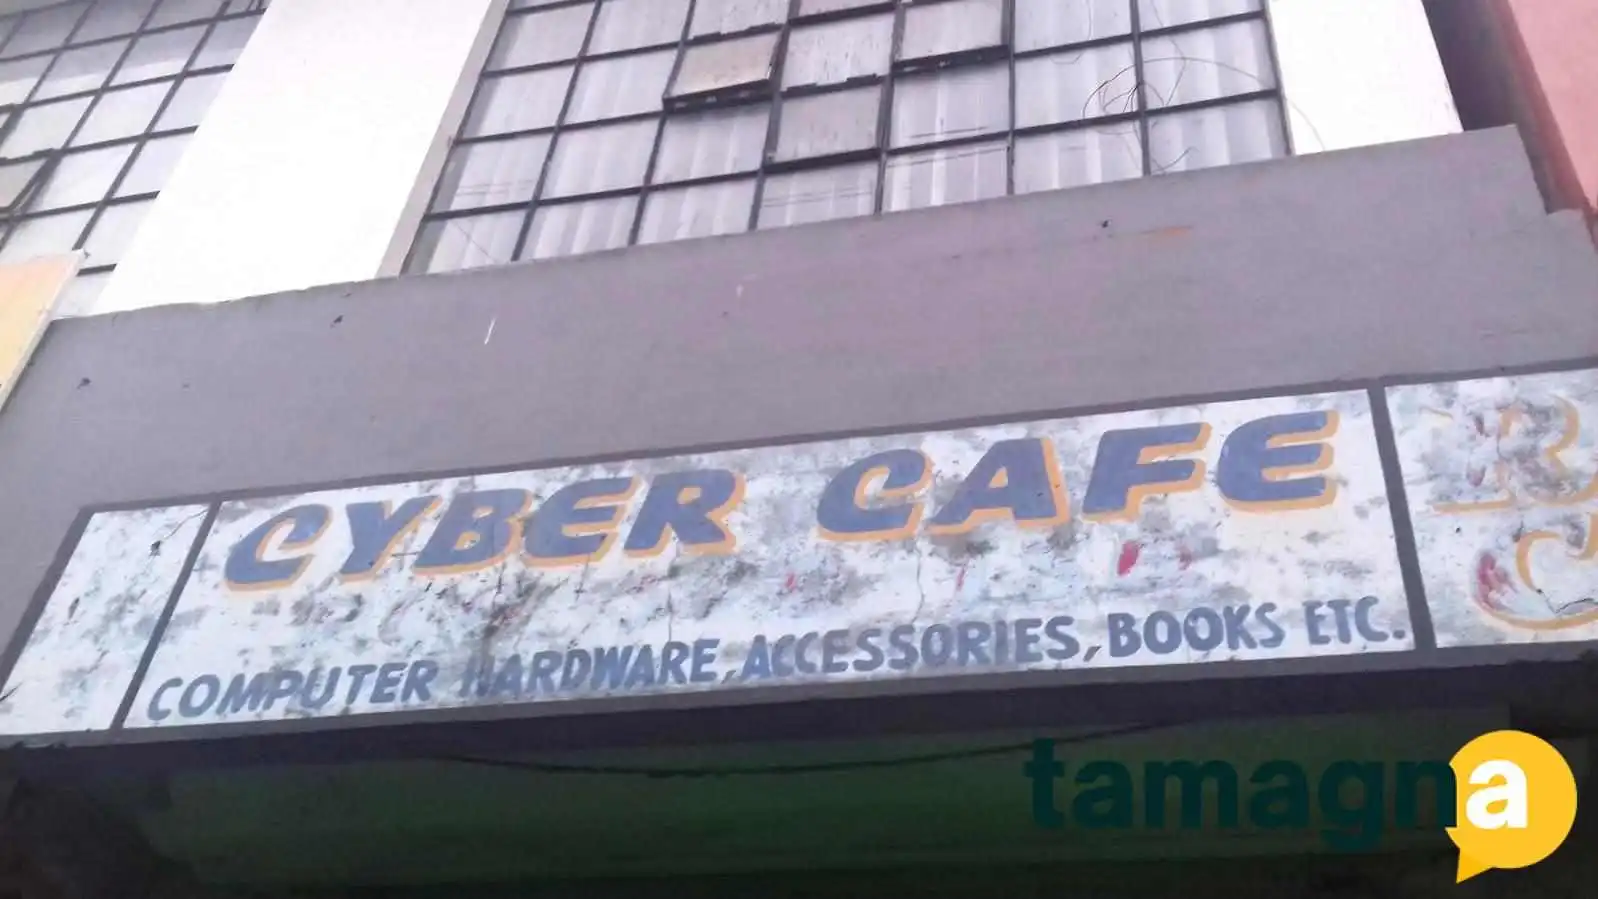 CYBER CAFE
COMPUTER HARDWARE, ACCESSORIES, BOOKS ETC.
tamagna